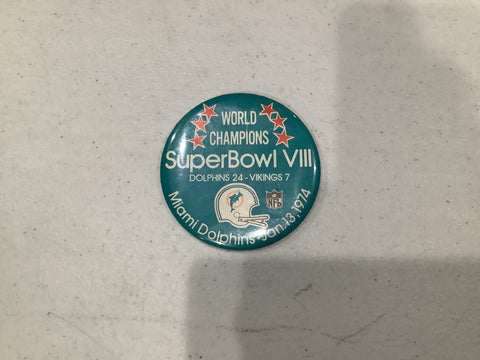 WORLD
CHAMPIONS
SuperBowl VIII
DOLPHINS 24 - VIKINGS 7
NFL
Miami Dolphins - Jan. 13, 1974